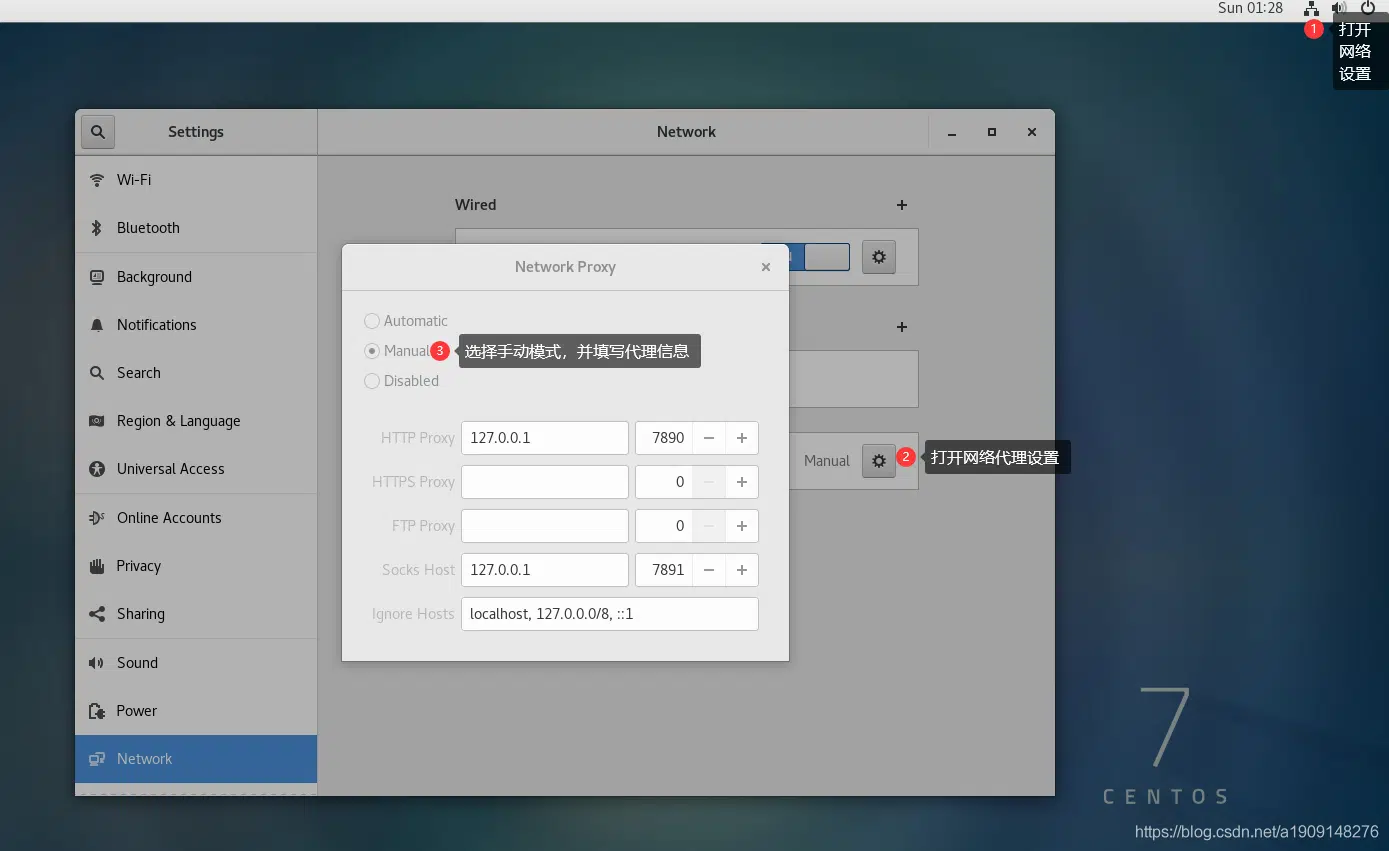 Sun 01:28
1
打开
网络
设置
Settings
Network
Wi-Fi
Bluetooth
Background
Notifications
Search
Region & Language
Universal Access
Online Accounts
Privacy
Sharing
Sound
Power
Network
Wired
Network Proxy
Automatic
Manual 3 选择手动模式，并填写代理信息
Disabled
HTTP Proxy 127.0.0.1 7890
HTTPS Proxy 0
FTP Proxy 0
Socks Host 127.0.0.1 7891
Ignore Hosts localhost, 127.0.0.0/8, ::1
Manual 2 打开网络代理设置
7
CENTOS
https://blog.csdn.net/a1909148276